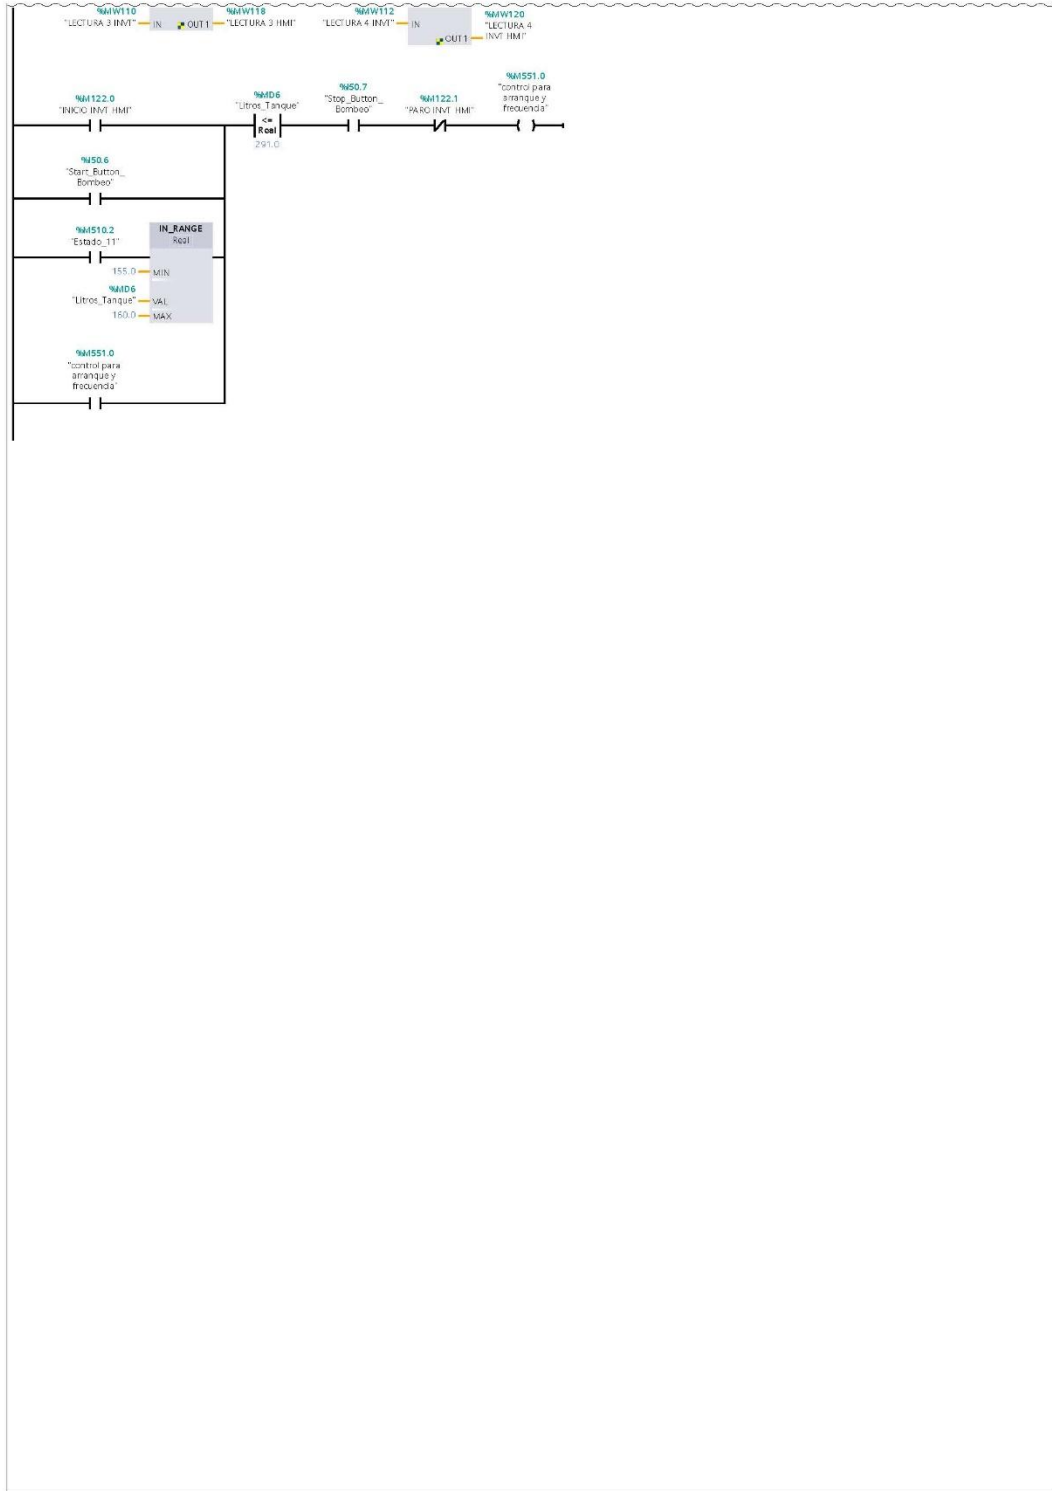 %MW110
"LECTURA 3 INVT"
IN
OUT1
%MW118
"LECTURA 3 HMI"
%MW112
"LECTURA 4 INVT"
IN
OUT1
%MW120
"LECTURA 4
INVT HMI"
%M122.0
"INICIO INVT HMI"
%MD6
"Litros_Tanque"
<=
Real
291.0
%I50.7
"Stop_Button_
Bombeo"
%M122.1
"PARO INVT HMI"
%M551.0
"control para
arranque y
frecuencia"
%I50.6
"Start_Button_
Bombeo"
%M510.2
"Estado_11"
IN_RANGE
Real
155.0
MIN
%MD6
"Litros_Tanque"
VAL
160.0
MAX
%M551.0
"control para
arranque y
frecuencia"